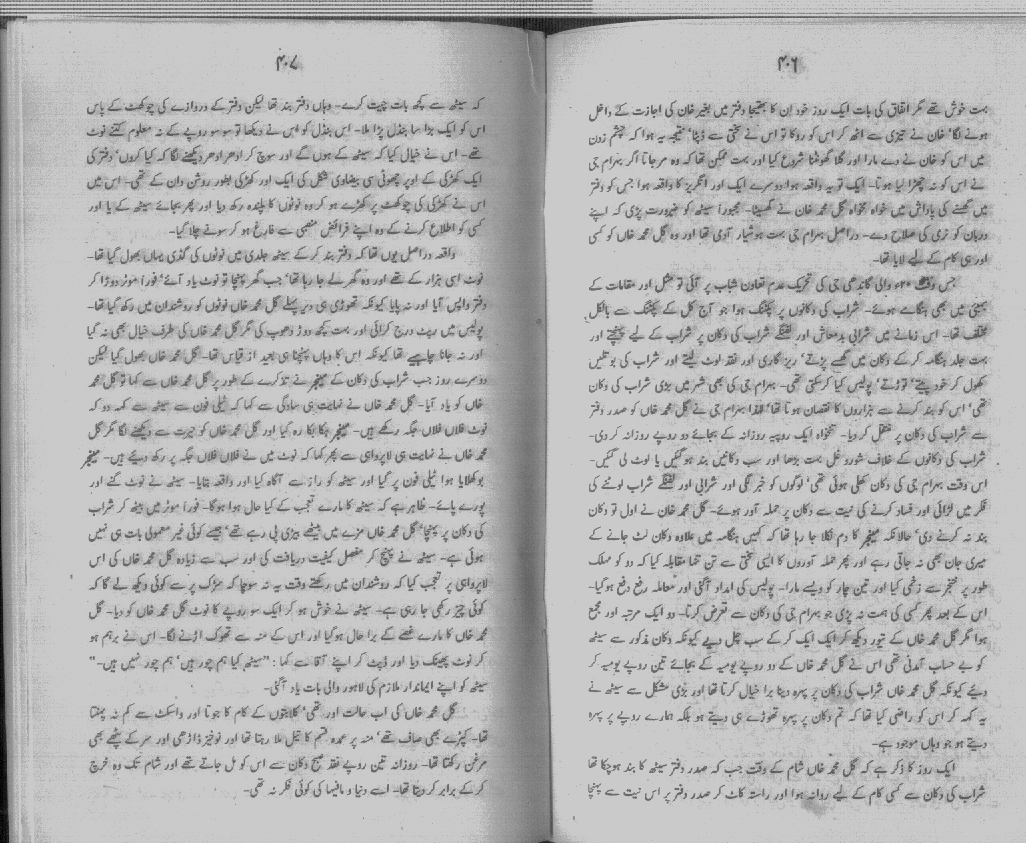 ۴۰۶
بہت خوش تھے مگر اتفاق کی بات ایک روز خود ان کا بھتیجا دفتر میں بغیر خان کی اجازت کے داخل
ہونے لگا' خان نے تیزی سے اٹھ کر اس کو روکا تو اس نے سختی سے ڈپٹا' نتیجہ یہ ہوا کہ چشم زدن
میں اس کو خان نے دے مارا اور گلا گھونٹنا شروع کیا اور بہت ممکن تھا کہ وہ مر جاتا اگر بہرام جی
نے اس کو نہ چھڑا لیا ہوتا۔ ایک تو یہ واقعہ ہوا دوسرے ایک اور انگریز کا واقعہ ہوا جس کو دفتر
میں گھسنے کی پاداش میں خواہ مخواہ گل محمد خان نے گھسیٹا۔ مجبوراً سیٹھ کو ضرورت پڑی کہ اپنے
دربان کو نرمی کی صلاح دے۔ دراصل بہرام جی بہت ہوشیار آدمی تھا اور وہ گل محمد خاں کو کسی
اور ہی کام کے لیے لایا تھا۔
جس وقت ۲۰ء والی گاندھی جی کی تحریک عدم تعاون شباب پر آئی تو مثل اور مقامات کے
بمبئی میں بھی ہنگامے ہوئے۔ شراب کی دکانوں پر پکٹنگ ہوا جو آج کل کے پکٹنگ سے بالکل
مختلف تھا۔ اس زمانے میں شرابی بدمعاش اور لفنگے شراب کی دکان پر شراب کے لیے پہنچتے اور
بہت جلد ہنگامہ کر کے دکان میں گھسے پڑتے' ریزگاری اور نقد لوٹ لیتے اور شراب کی بوتلیں
کھول کر خود پیتے' توڑتے' پولیس کیا کر سکتی تھی۔ بہرام جی کی بھی شہر میں بڑی شراب کی دکان
تھی' اس کو بند کرنے سے ہزاروں کا نقصان ہوتا تھا' لہٰذا بہرام جی نے گل محمد خاں کو صدر دفتر
سے شراب کی دکان پر منتقل کر دیا۔ تنخواہ ایک روپیہ روزانہ کے بجائے دو روپے روزانہ کر دی۔
شراب کی دکانوں کے خلاف شور و غل بہت بڑھا اور سب دکانیں بند ہو گئیں یا لوٹ لی گئیں۔
اس وقت بہرام جی کی دکان کھلی ہوئی تھی' لوگوں کو خبر لگی اور شرابی اور لفنگے شراب لوٹنے کی
فکر میں لڑائی اور فساد کرنے کی نیت سے دکان پر حملہ آور ہوئے۔ گل محمد خان نے اول تو دکان
بند نہ کرنے دی' حالانکہ منیجر کا دم نکلا جا رہا تھا کہ کہیں ہنگامہ میں علاوہ دکان لٹ جانے کے
میری جان بھی نہ جاتی رہے اور پھر حملہ آوروں کا ایسی سختی سے تن تنہا مقابلہ کیا کہ دو کو مہلک
طور پر خنجر سے زخمی کیا اور تین چار کو ویسے مارا۔ پولیس کی امداد آ گئی اور معاملہ رفع دفع ہو گیا۔
اس کے بعد پھر کسی کی ہمت نہ پڑی جو بہرام جی کی دکان سے تعرض کرتا۔ دو ایک مرتبہ اور مجمع
ہوا مگر گل محمد خاں کے تیور دیکھ کر ایک ایک کر کے سب چل دیے کیونکہ دکان مذکور سے سیٹھ
کو بے حساب آمدنی تھی اس نے گل محمد خاں کے دو روپے یومیہ کے بجائے تین روپے یومیہ کر
دیئے کیونکہ گل محمد خاں شراب کی دکان پر پہرہ دینا برا خیال کرتا تھا اور بڑی مشکل سے سیٹھ نے
یہ کہہ کر اس کو راضی کیا تھا کہ تم دکان پر پہرہ تھوڑے ہی دیتے ہو بلکہ ہمارے روپے پر پہرہ
دیتے ہو جو وہاں موجود ہے۔
ایک روز کا ذکر ہے کہ گل محمد خاں شام کے وقت جب کہ صدر دفتر سیٹھ کا بند ہو چکا تھا
شراب کی دکان سے کسی کام کے لیے روانہ ہوا اور راستہ کاٹ کر صدر دفتر پر اس نیت سے پہنچا
۴۰۷
کہ سیٹھ سے کچھ بات چیت کرے۔ وہاں دفتر بند تھا لیکن دفتر کے دروازے کی چوکھٹ کے پاس
اس کو ایک بڑا سا بنڈل پڑا ملا۔ اس بنڈل کو اس نے دیکھا تو سو سو روپے کے نہ معلوم کتنے نوٹ
تھے۔ اس نے خیال کیا کہ سیٹھ کے ہوں گے اور سوچ کر ادھر ادھر دیکھنے لگا کہ کیا کروں' دفتر کی
ایک کھڑکی کے اوپر چھوٹی سی بیضاوی شکل کی ایک اور کھڑکی بطور روشن دان کے تھی۔ اس میں
اس نے کھڑکی کی چوکھٹ پر کھڑے ہو کر وہ نوٹوں کا پلندہ رکھ دیا اور پھر بجائے سیٹھ کے یا اور
کسی کو اطلاع کرنے کے وہ اپنے فرائض منصبی سے فارغ ہو کر سونے چلا گیا۔
واقعہ دراصل یوں تھا کہ دفتر بند کر کے سیٹھ جلدی میں نوٹوں کی گڈی یہاں بھول گیا تھا۔
نوٹ اسی ہزار کے تھے اور وہ گھر لے جا رہا تھا' جب گھر پہنچا تو نوٹ یاد آئے' فوراً موٹر دوڑا کر
دفتر واپس آیا اور نہ پایا کیونکہ تھوڑی ہی دیر پہلے گل محمد خاں نوٹوں کو روشندان میں رکھ گیا تھا۔
پولیس میں رپٹ درج کرائی اور بہت کچھ دوڑ دھوپ کی مگر گل محمد خاں کی طرف خیال بھی نہ گیا
اور نہ جانا چاہیے تھا کیونکہ اس کا وہاں پہنچنا ہی بعید از قیاس تھا۔ گل محمد خاں بھول گیا لیکن
دوسرے روز جب شراب کی دکان کے منیجر نے تذکرے کے طور پر گل محمد خاں سے کہا تو گل محمد
خاں کو یاد آیا۔ گل محمد خاں نے نہایت ہی سادگی سے کہا کہ ٹیلی فون سے سیٹھ سے کہہ دو کہ
نوٹ فلاں فلاں جگہ رکھے ہیں۔ منیجر ہکا بکا رہ گیا اور گل محمد خاں کو حیرت سے دیکھنے لگا مگر گل
محمد خاں نے نہایت ہی لاپرواہی سے پھر کہا کہ نوٹ میں نے فلاں فلاں جگہ پر رکھ دیئے ہیں۔ منیجر
بوکھلایا ہوا ٹیلی فون پر گیا اور سیٹھ کو راز سے آگاہ کیا اور واقعہ بتایا۔ سیٹھ نے نوٹ گنے اور
پورے پائے۔ ظاہر ہے کہ سیٹھ کا مارے تعجب کے کیا حال ہوا ہو گا۔ فوراً موٹر میں بیٹھ کر شراب
کی دکان پر پہنچا' گل محمد خاں مزے میں بیٹھے بیڑی پی رہے تھے' جیسے کوئی غیر معمولی بات ہی نہیں
ہوئی ہے۔ سیٹھ نے پہنچ کر مفصل کیفیت دریافت کی اور سب سے زیادہ گل محمد خاں کی اس
لاپرواہی پر تعجب کیا کہ روشندان میں رکھتے وقت یہ نہ سوچا کہ سڑک پر سے کوئی دیکھ لے گا کہ
کوئی چیز رکھی جا رہی ہے۔ سیٹھ نے خوش ہو کر ایک سو روپے کا نوٹ گل محمد خاں کو دیا۔ گل
محمد خاں کا مارے غصے کے برا حال ہو گیا اور اس کے منہ سے تھوک اڑنے لگا۔ اس نے برہم ہو
کر نوٹ پھینک دیا اور ڈپٹ کر اپنے آقا سے کہا : "سیٹھ کیا ہم چور ہیں' ہم چور نہیں ہیں۔"
سیٹھ کو اپنے ایماندار ملازم کی لاہور والی بات یاد آ گئی۔
گل محمد خاں کی اب حالت اور تھی' کلابتوں کے کام کا جوتا اور واسکٹ سے کم نہ پہنتا
تھا۔ کپڑے بھی صاف تھے' منہ پر عمدہ قسم کا تیل ملا رہتا تھا اور نوخیز ڈاڑھی اور سر کے پٹھے بھی
مرغن رکھتا تھا۔ روزانہ تین روپے نقد صبح دکان سے اس کو مل جاتے تھے اور شام تک وہ خرچ
کر کے برابر کر دیتا تھا۔ اسے دنیا و مافیہا کی کوئی فکر نہ تھی۔